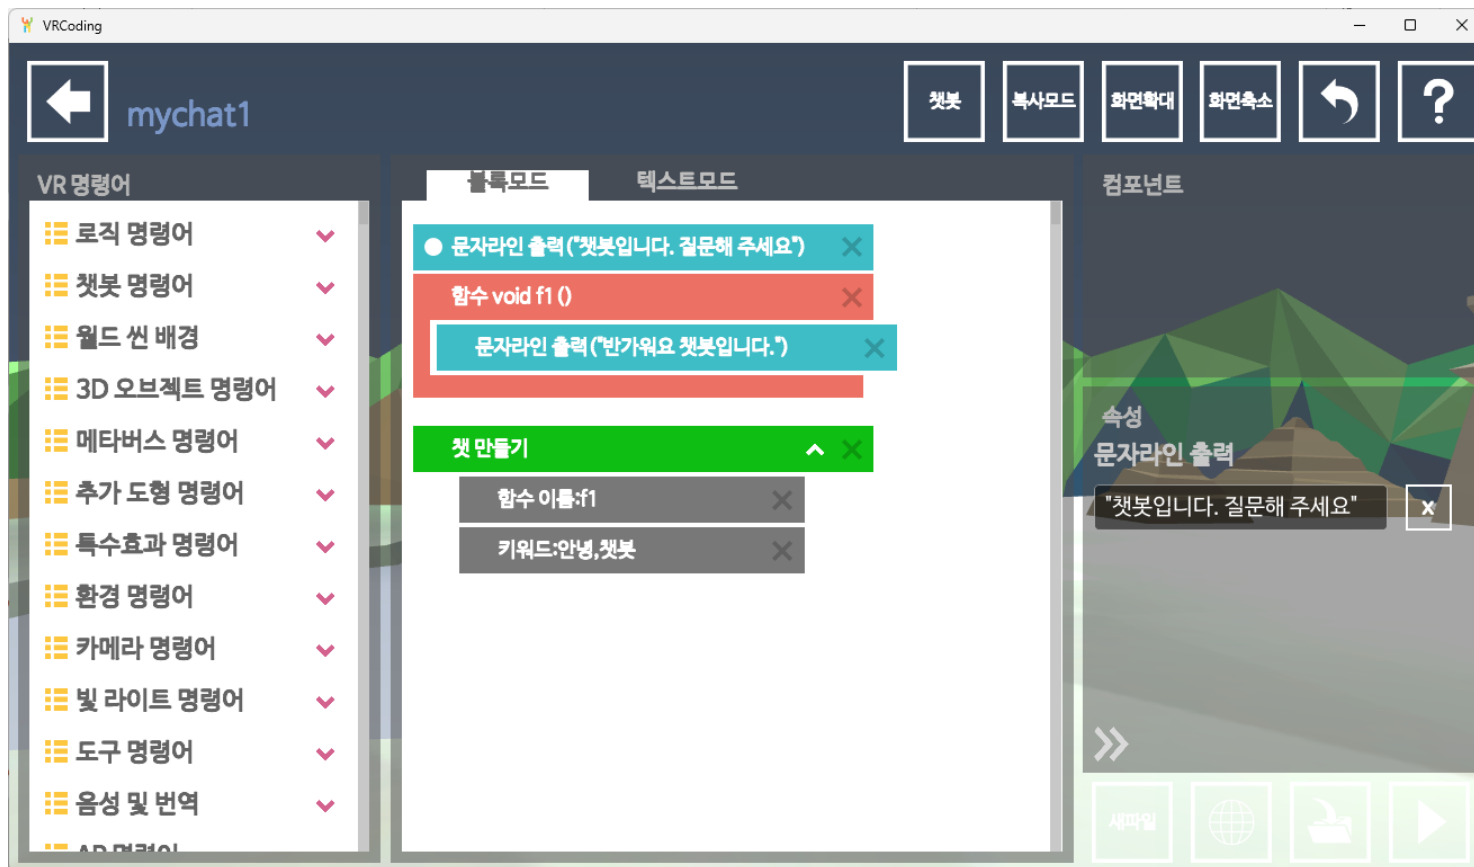 VRCoding
mychat1
챗봇
복사모드
화면확대
화면축소
?
VR 명령어
로직 명령어
챗봇 명령어
월드 씬 배경
3D 오브젝트 명령어
메타버스 명령어
추가 도형 명령어
특수효과 명령어
환경 명령어
카메라 명령어
빛 라이트 명령어
도구 명령어
음성 및 번역
AR 명령어
블록모드
텍스트모드
문자라인 출력("챗봇입니다. 질문해 주세요")
함수 void f1 ()
문자라인 출력("반가워요 챗봇입니다.")
챗 만들기
함수 이름:f1
키워드:안녕,챗봇
컴포넌트
속성
문자라인 출력
"챗봇입니다. 질문해 주세요"
x
새파일